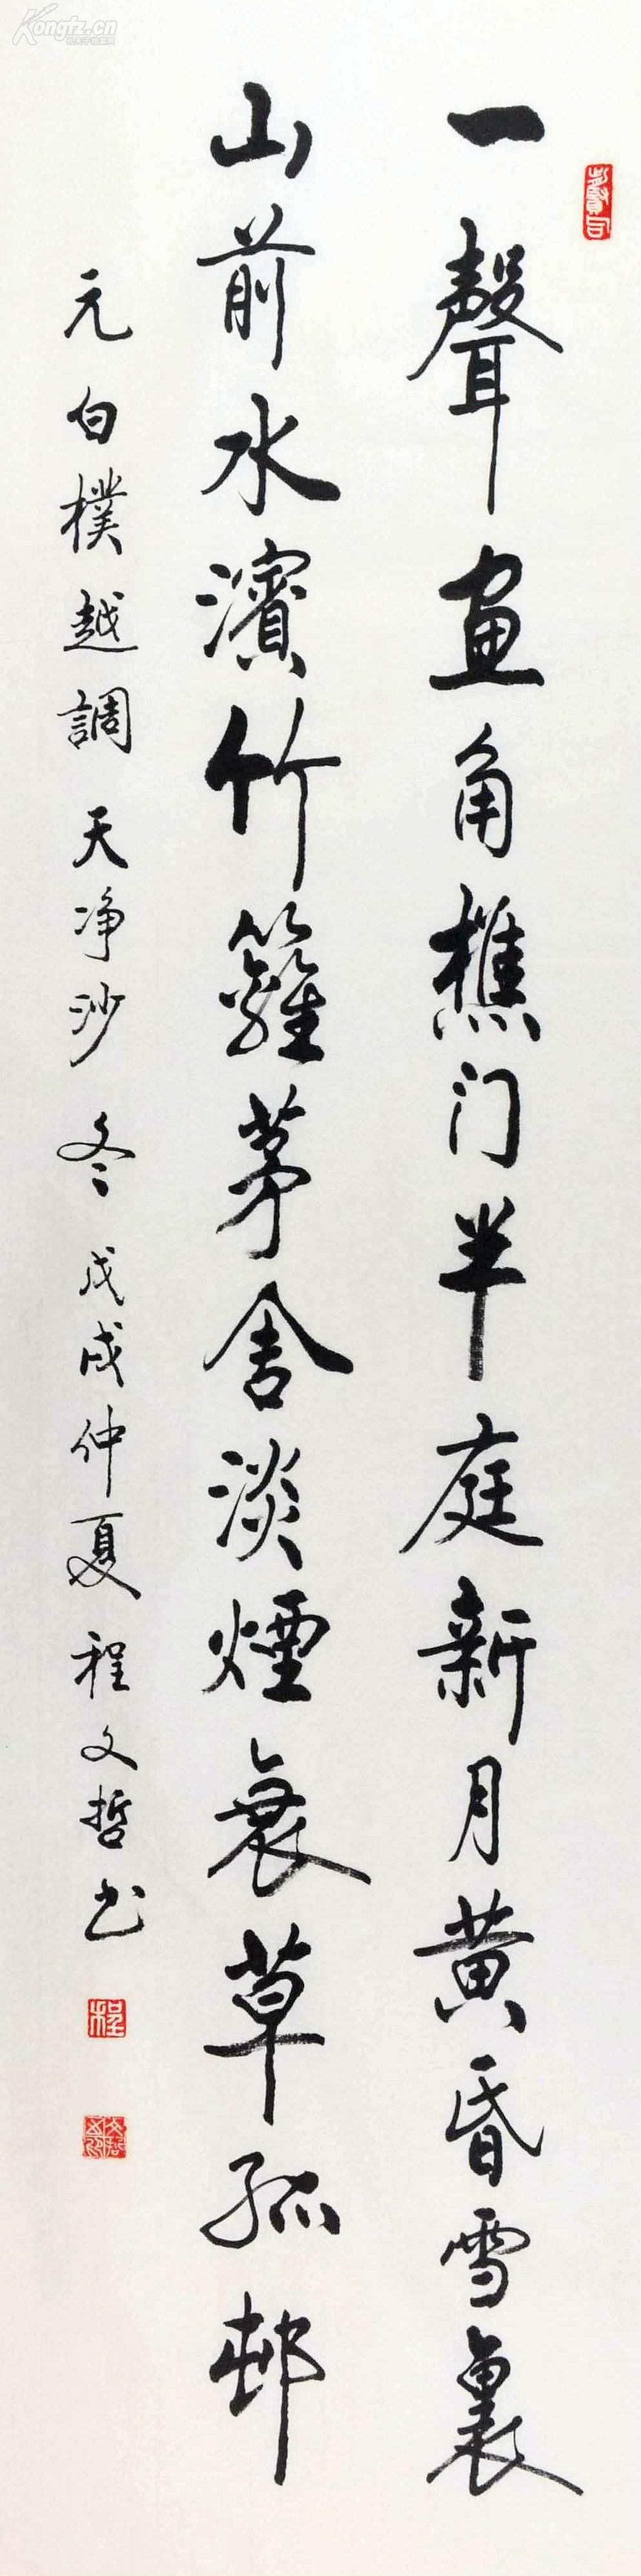 一聲畫角樵门半庭新月黄昏雪裏
山前水濱竹籬茅舍淡煙衰草孤邨
元白樸越調天净沙冬戊戌仲夏程文哲书
程
Kongfz.cn